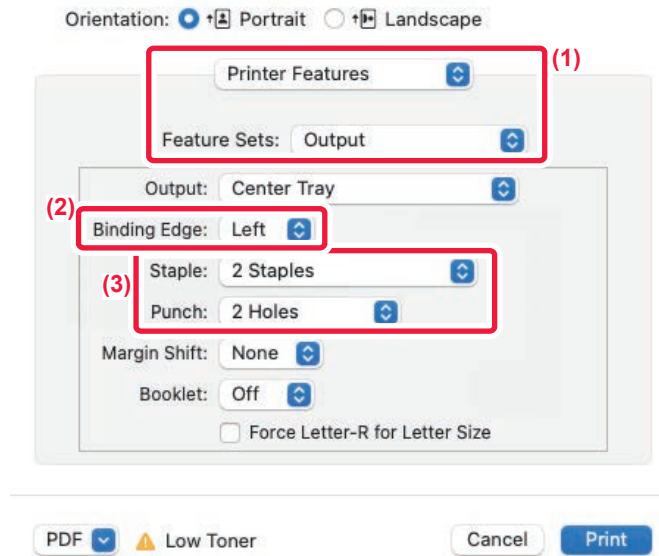 Orientation: Portrait Landscape
(1)
Printer Features
Feature Sets: Output
Output: Center Tray
(2)
Binding Edge: Left
(3)
Staple: 2 Staples
Punch: 2 Holes
Margin Shift: None
Booklet: Off
Force Letter-R for Letter Size
PDF Low Toner Cancel Print